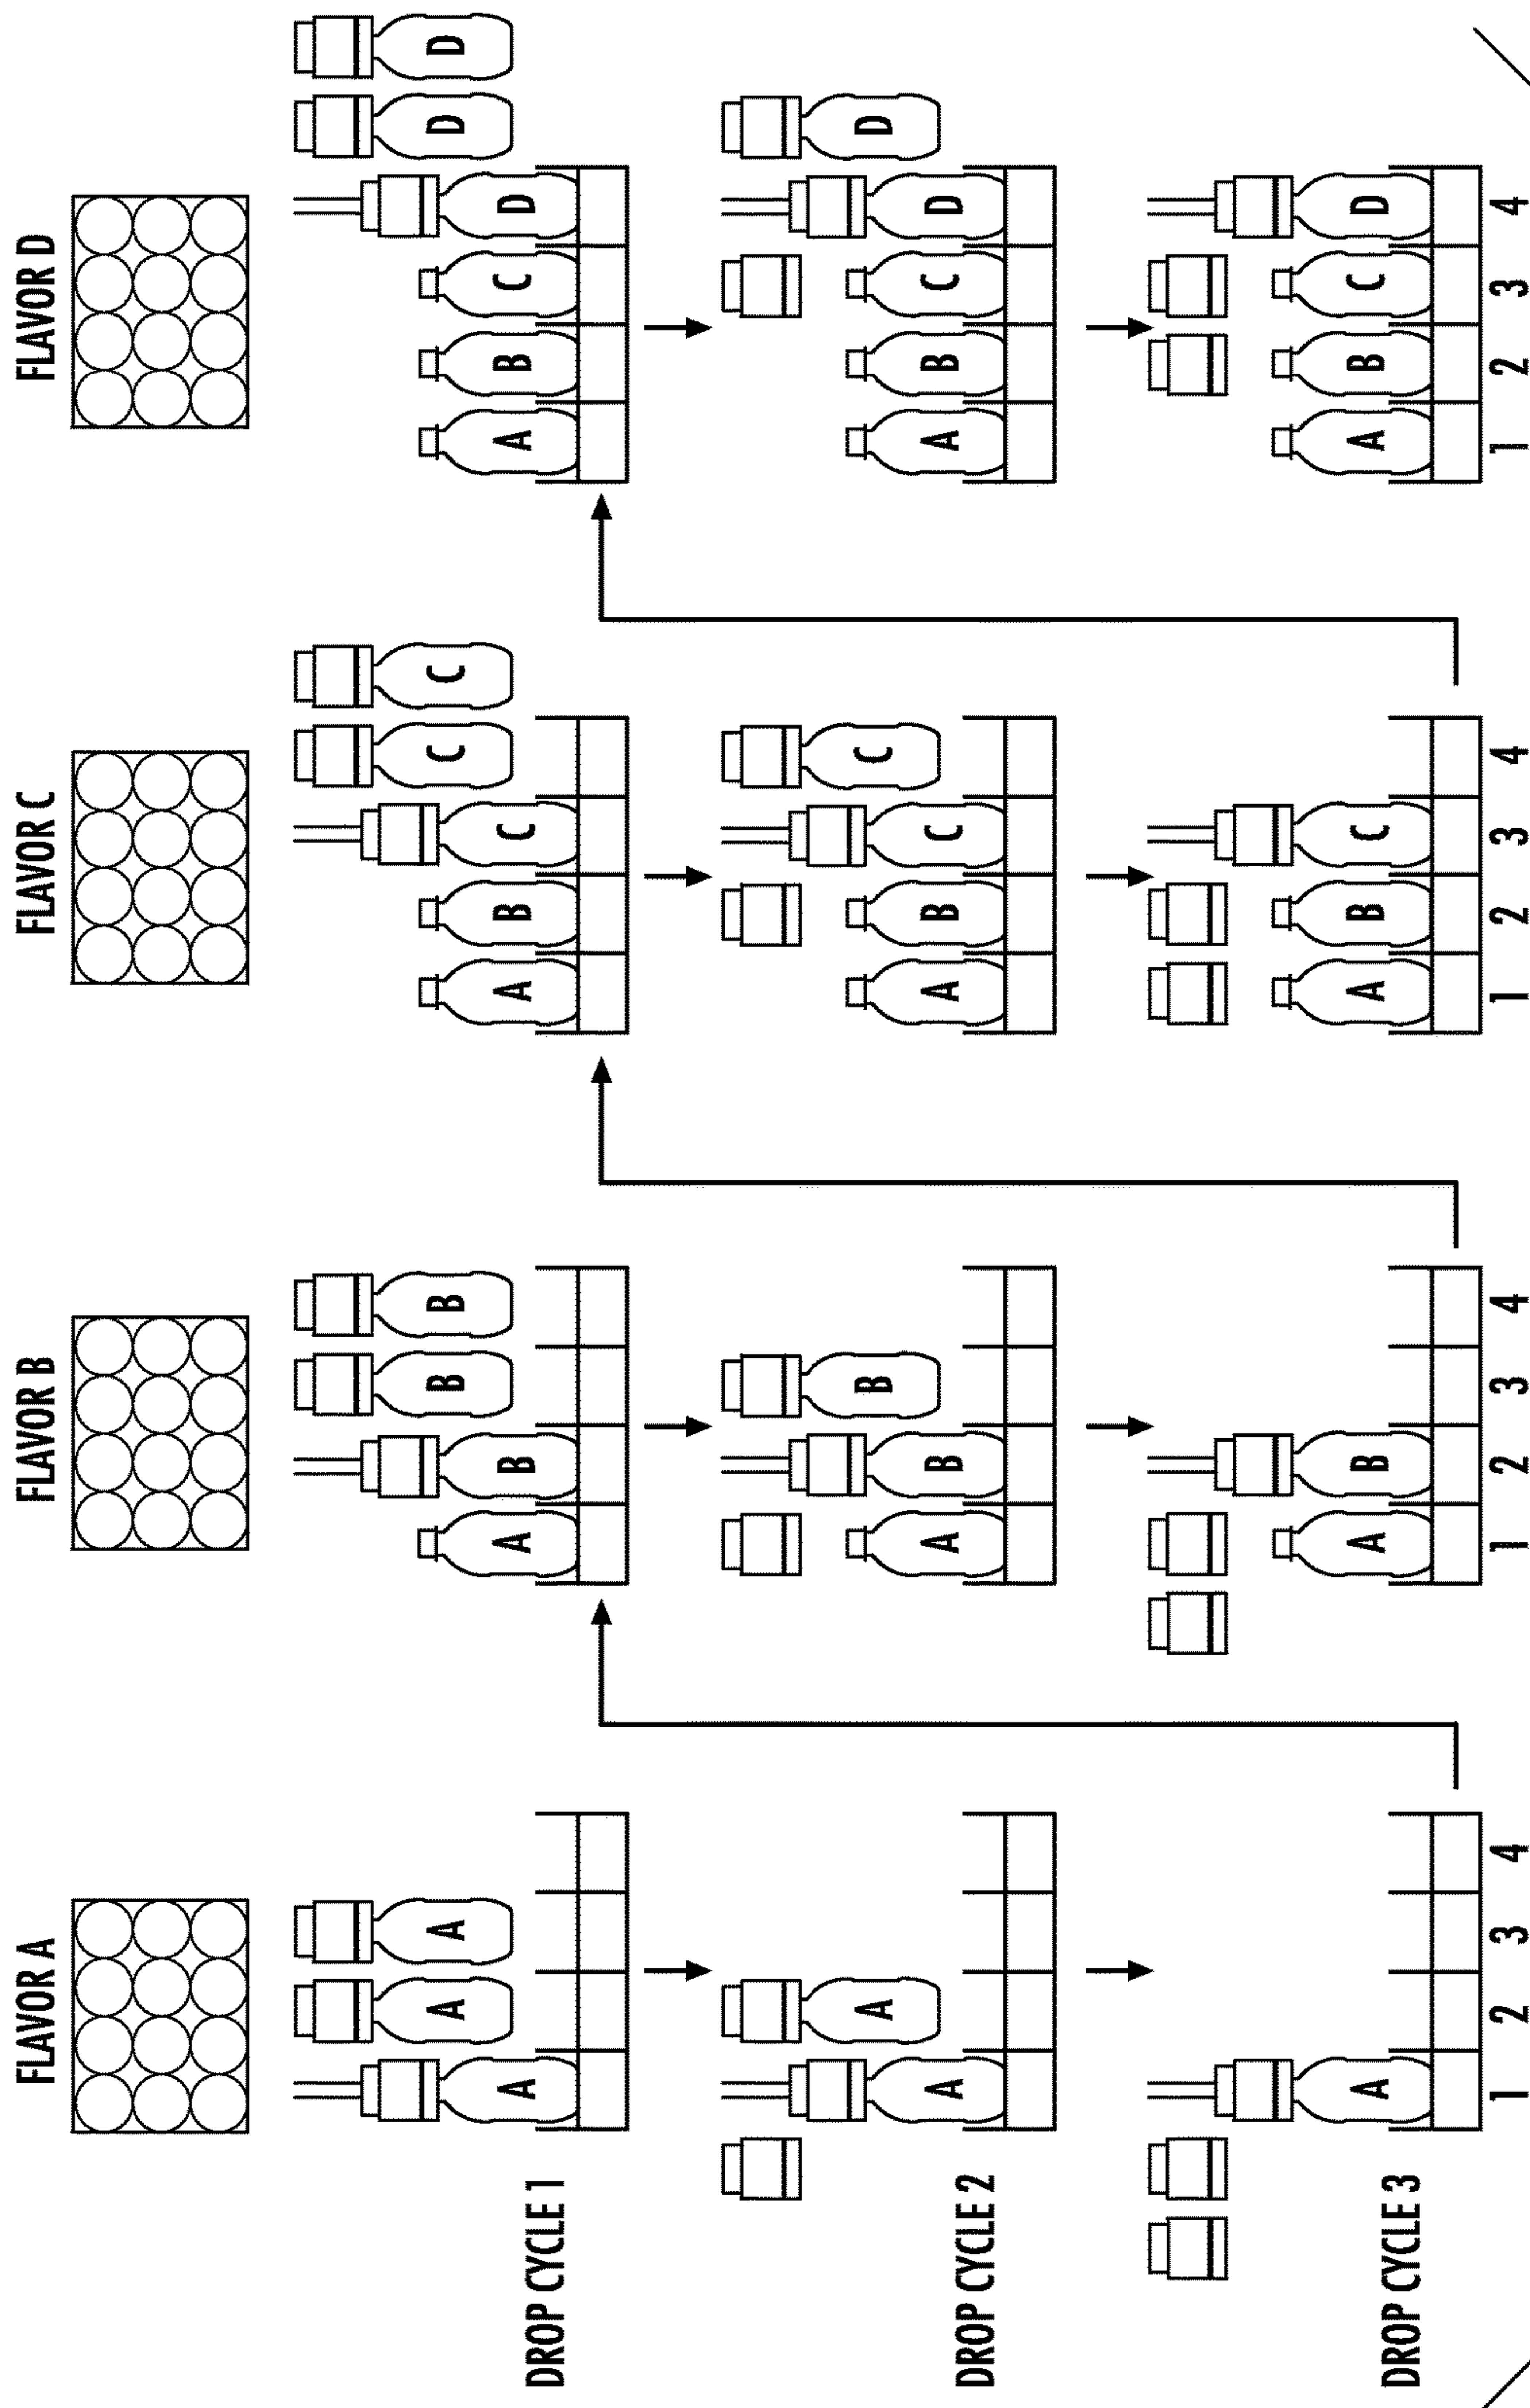 FLAVOR A FLAVOR B FLAVOR C FLAVOR D
A A B B C C D D
A A B A B C A B C D
DROP CYCLE 1
A B C D
A A B A B C A B C D
DROP CYCLE 2
A A B A B C A B C D
DROP CYCLE 3
1 2 3 4 1 2 3 4 1 2 3 4 1 2 3 4